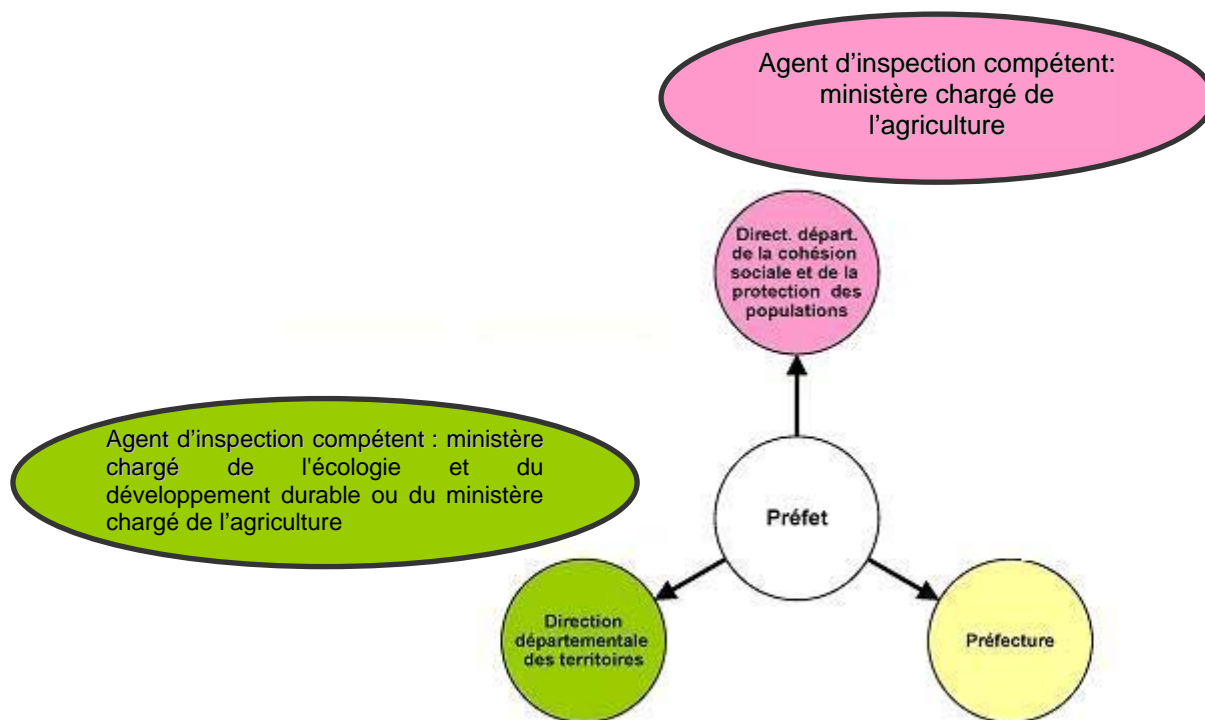 Agent d’inspection compétent:
ministère chargé de
l’agriculture
Direct. départ.
de la cohésion
sociale et de la
protection des
populations
Agent d’inspection compétent : ministère
chargé de l'écologie et du
développement durable ou du ministère
chargé de l’agriculture
Préfet
Direction
départementale
des territoires
Préfecture